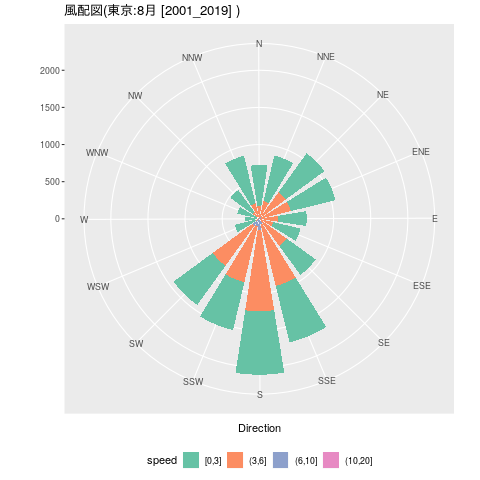 風配図(東京:8月 [2001_2019] )
N
NNW
NNE
2000
NW
NE
1500
1000
WNW
ENE
500
0
W
E
WSW
ESE
SW
SE
SSW
SSE
S
Direction
speed [0,3] (3,6] (6,10] (10,20]